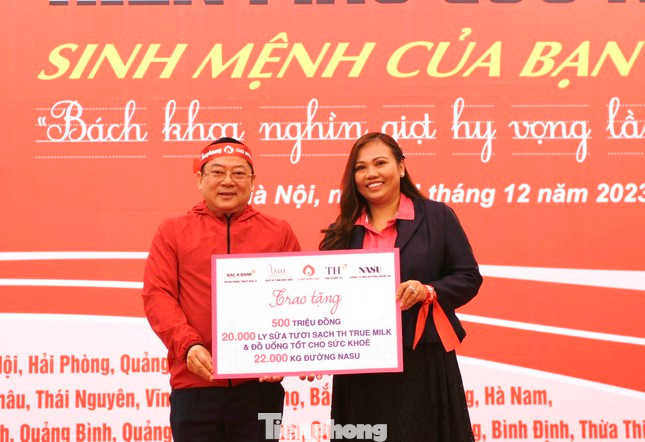 SINH MỆNH CỦA BẠN
"Bách khoa nghìn giọt hy vọng lần
Hà Nội, n
tháng 12 năm 2023
BAC A BANK
TH
NASU
Trao tặng
500 TRIỆU ĐỒNG
20.000 LY SỮA TƯƠI SẠCH TH TRUE MILK
& ĐỒ UỐNG TỐT CHO SỨC KHOẺ
22.000 KG ĐƯỜNG NASU
Nội, Hải Phòng, Quảng
hâu, Thái Nguyên, Vĩn
ọ, Bắ
g, Hà Nam,
h, Quảng Bình, Quảng
Bình Định, Thừa Thi
Tiền phong